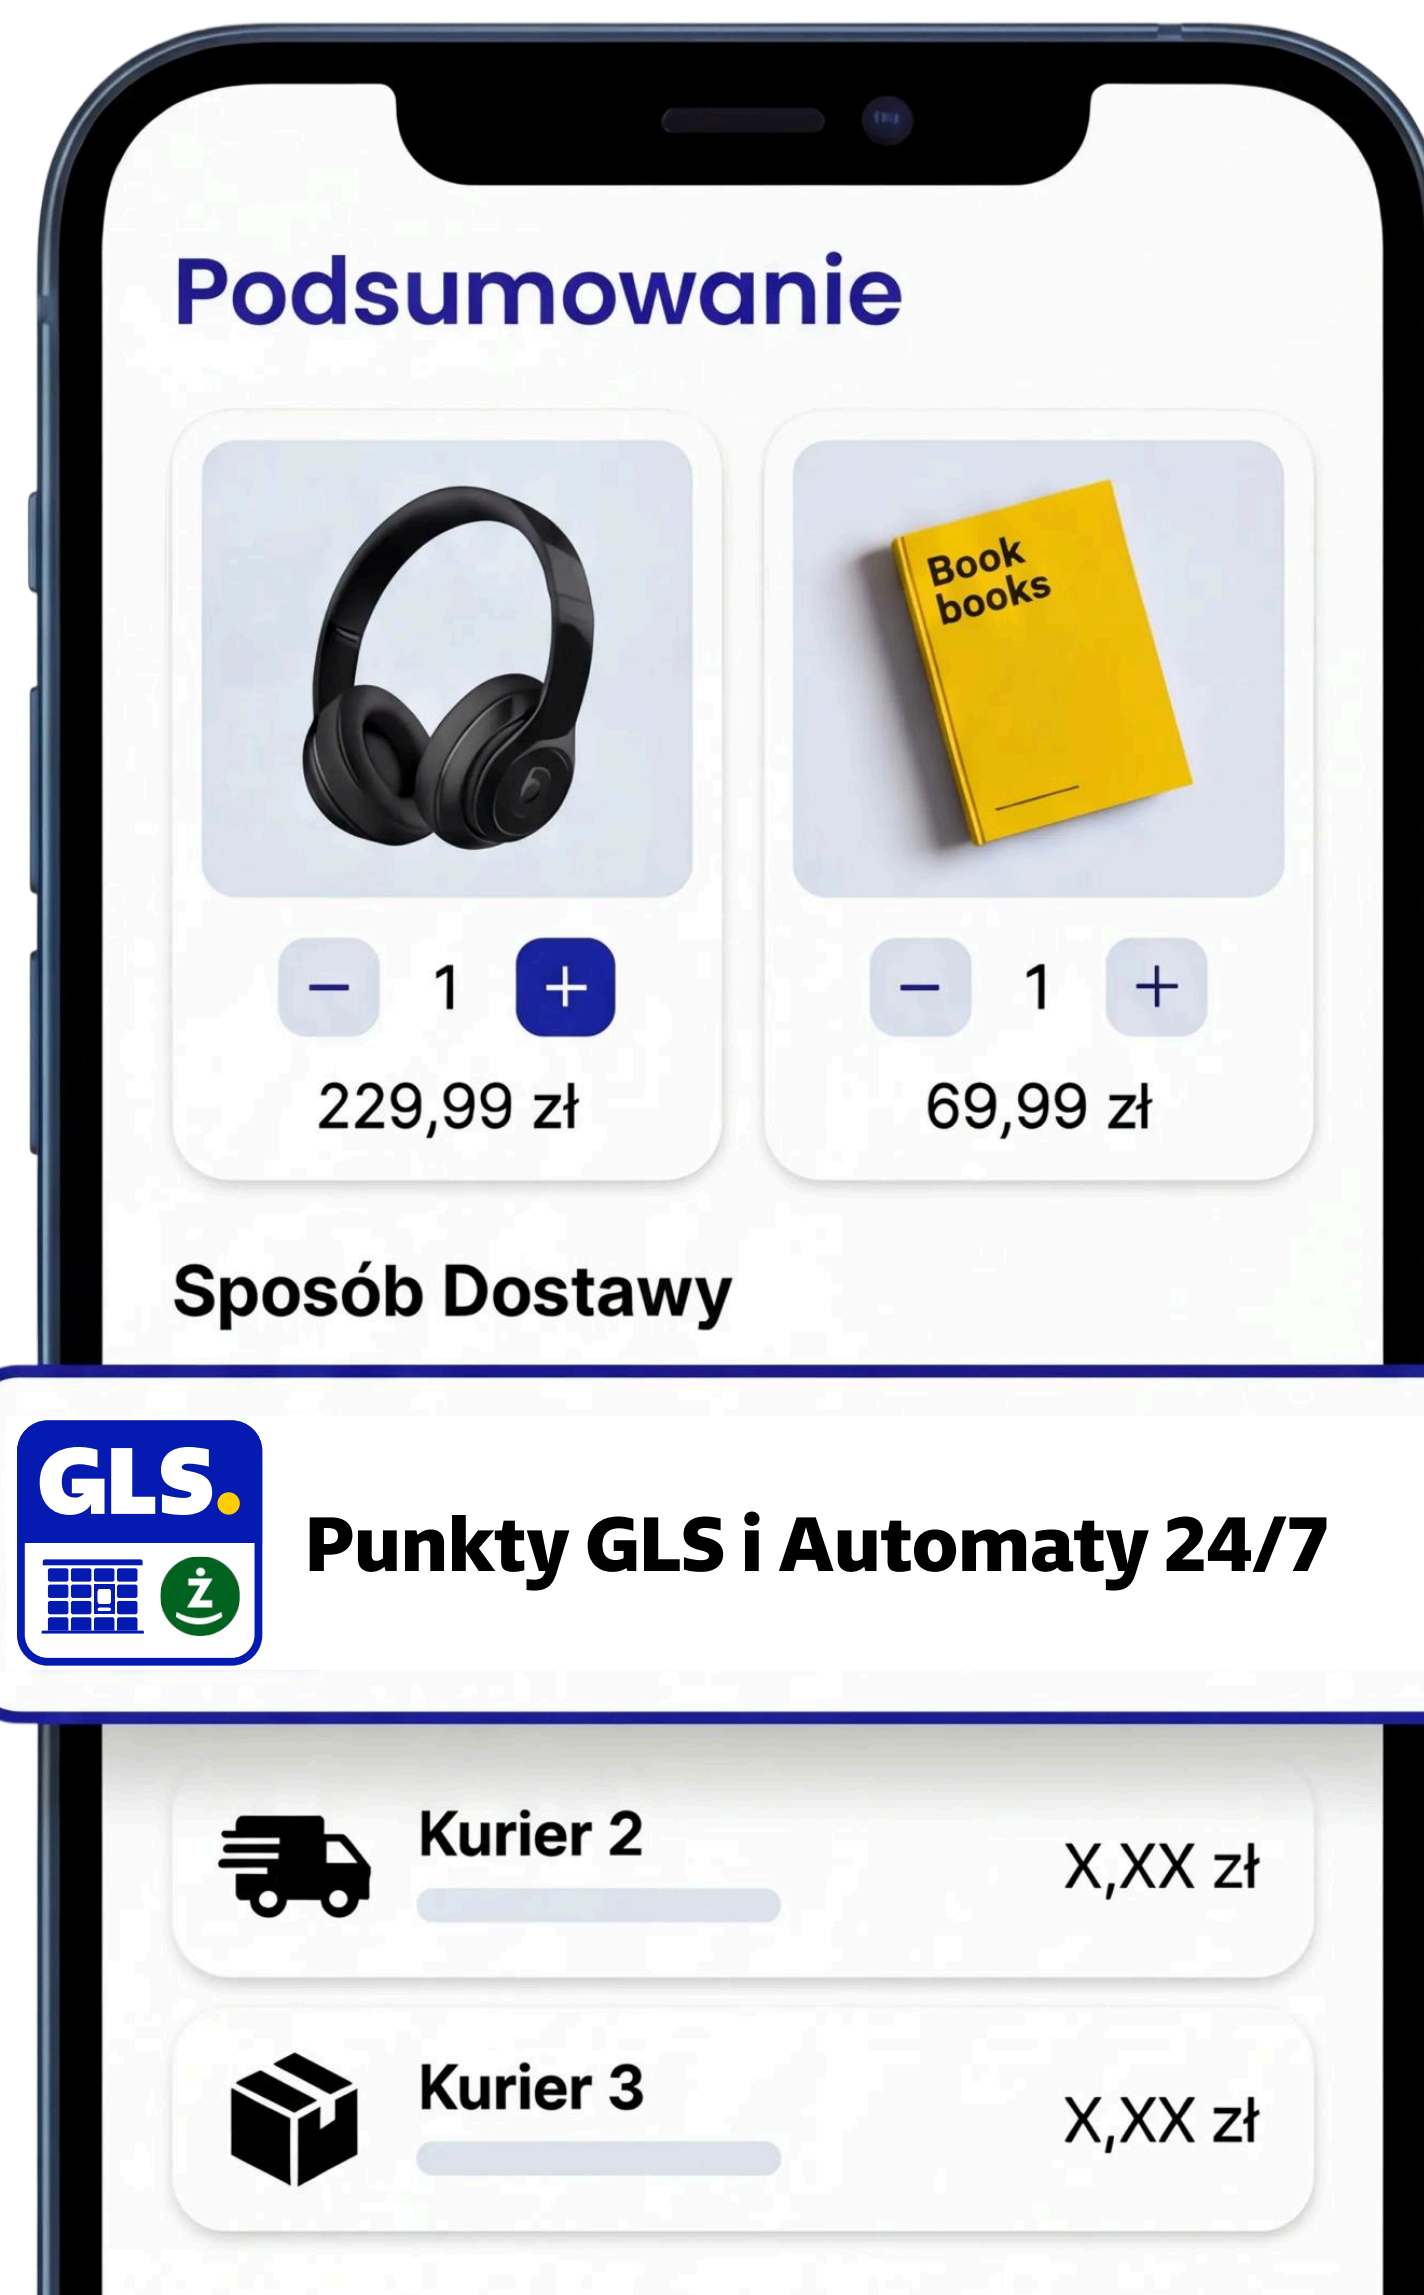 Podsumowanie
Book
books
1
229,99 zł
1
69,99 zł
Sposób Dostawy
GLS.
Ż
Punkty GLS i Automaty 24/7
Kurier 2
X,XX zł
Kurier 3
X,XX zł